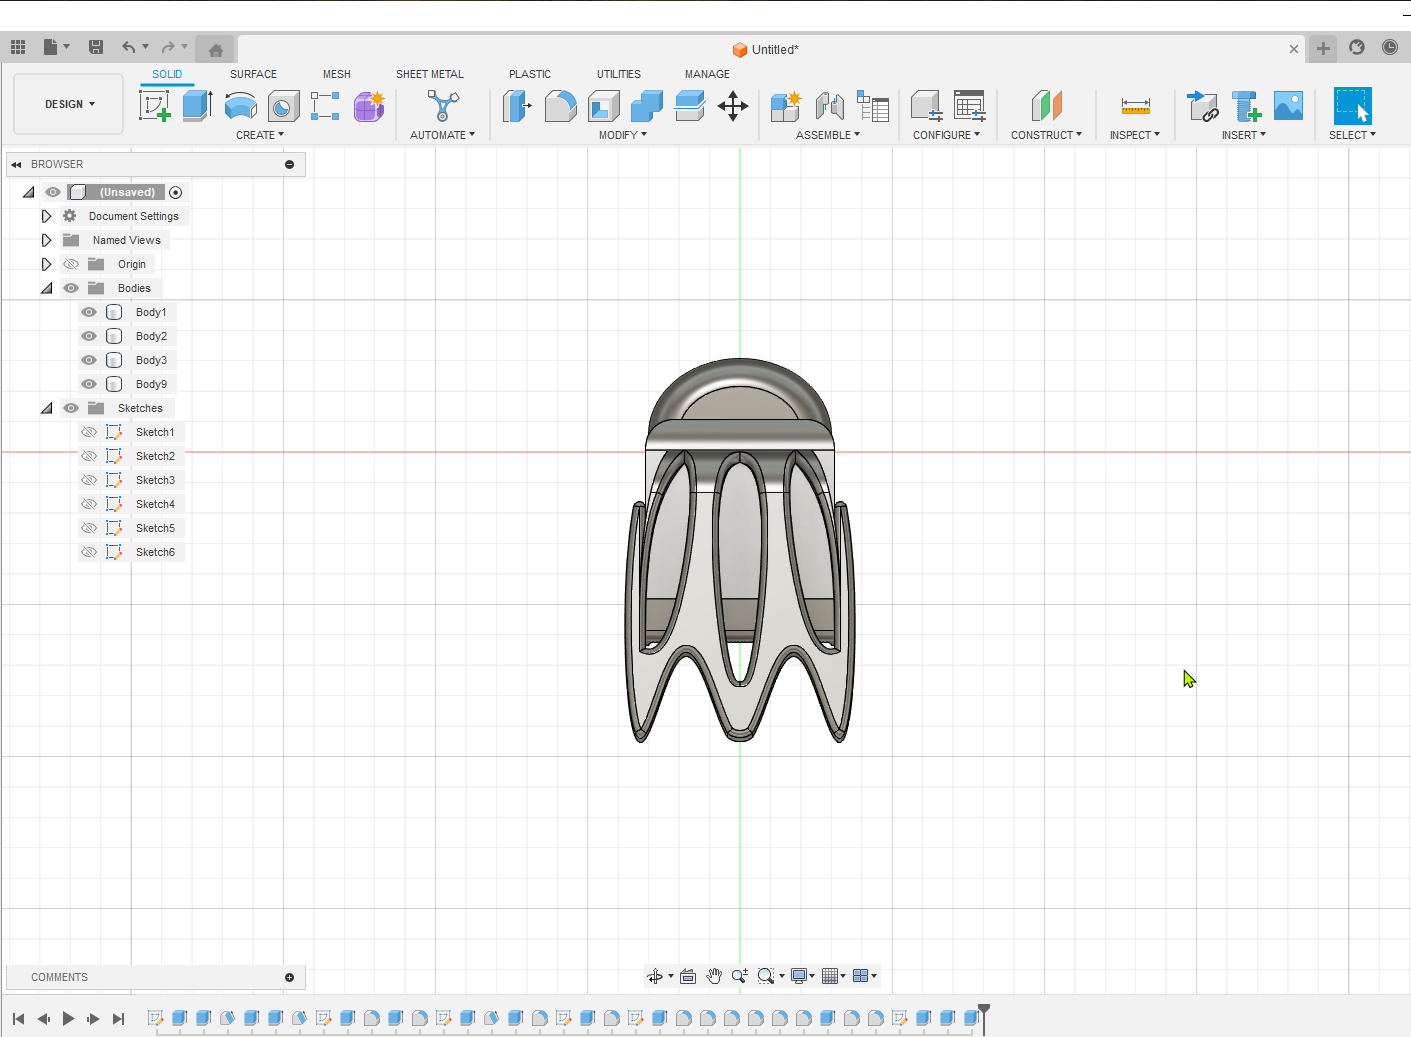 Untitled*
DESIGN
SOLID SURFACE MESH SHEET METAL PLASTIC UTILITIES MANAGE
CREATE AUTOMATE MODIFY ASSEMBLE CONFIGURE CONSTRUCT INSPECT INSERT SELECT
BROWSER
(Unsaved)
Document Settings
Named Views
Origin
Bodies
Body1
Body2
Body3
Body9
Sketches
Sketch1
Sketch2
Sketch3
Sketch4
Sketch5
Sketch6
COMMENTS